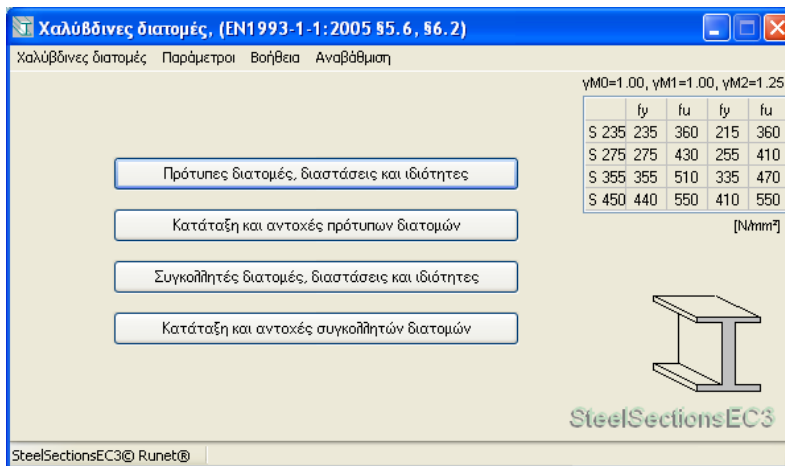 Χαλύβδινες διατομές, (EN1993-1-1:2005 §5.6, §6.2)
Χαλύβδινες διατομές Παράμετροι Βοήθεια Αναβάθμιση
γM0=1.00, γM1=1.00, γM2=1.25
fy fu fy fu
S 235 235 360 215 360
S 275 275 430 255 410
S 355 355 510 335 470
S 450 440 550 410 550
[N/mm²]
Πρότυπες διατομές, διαστάσεις και ιδιότητες
Κατάταξη και αντοχές πρότυπων διατομών
Συγκολλητές διατομές, διαστάσεις και ιδιότητες
Κατάταξη και αντοχές συγκολλητών διατομών
SteelSectionsEC3
SteelSectionsEC3© Runet®